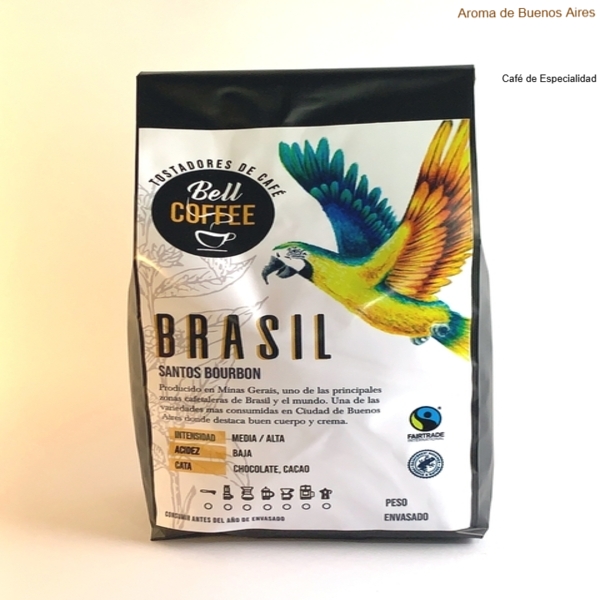 Aroma de Buenos Aires
Café de Especialidad
TOSTADORES DE CAFÉ
Bell
COFFEE
BRASIL
SANTOS BOURBON
Producido en Minas Gerais, uno de las principales
zonas cafetaleras de Brasil y el mundo. Una de las
variedades mas consumidas en Ciudad de Buenos
Aires donde destaca buen cuerpo y crema.
INTENSIDAD MEDIA / ALTA
ACIDEZ BAJA
CATA CHOCOLATE, CACAO
FAIRTRADE
PESO
ENVASADO
CONSUMIR ANTES DEL AÑO DE ENVASADO